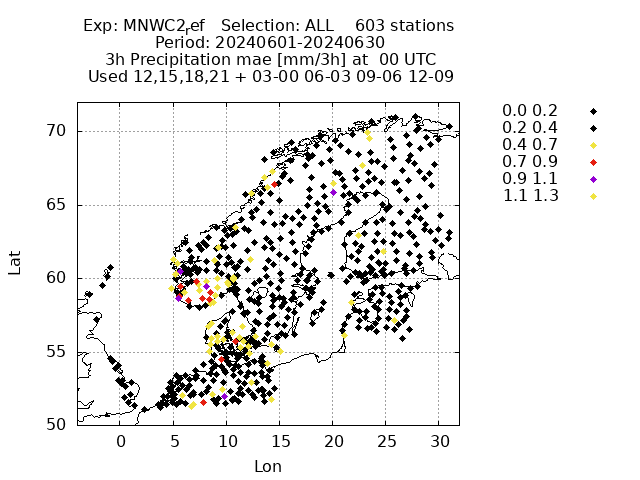 Exp: MNWC2ref Selection: ALL 603 stations
Period: 20240601-20240630
3h Precipitation mae [mm/3h] at 00 UTC
Used 12,15,18,21 + 03-00 06-03 09-06 12-09
0.0 0.2
0.2 0.4
0.4 0.7
0.7 0.9
0.9 1.1
1.1 1.3
70
65
60
55
50
Lat
0 5 10 15 20 25 30
Lon